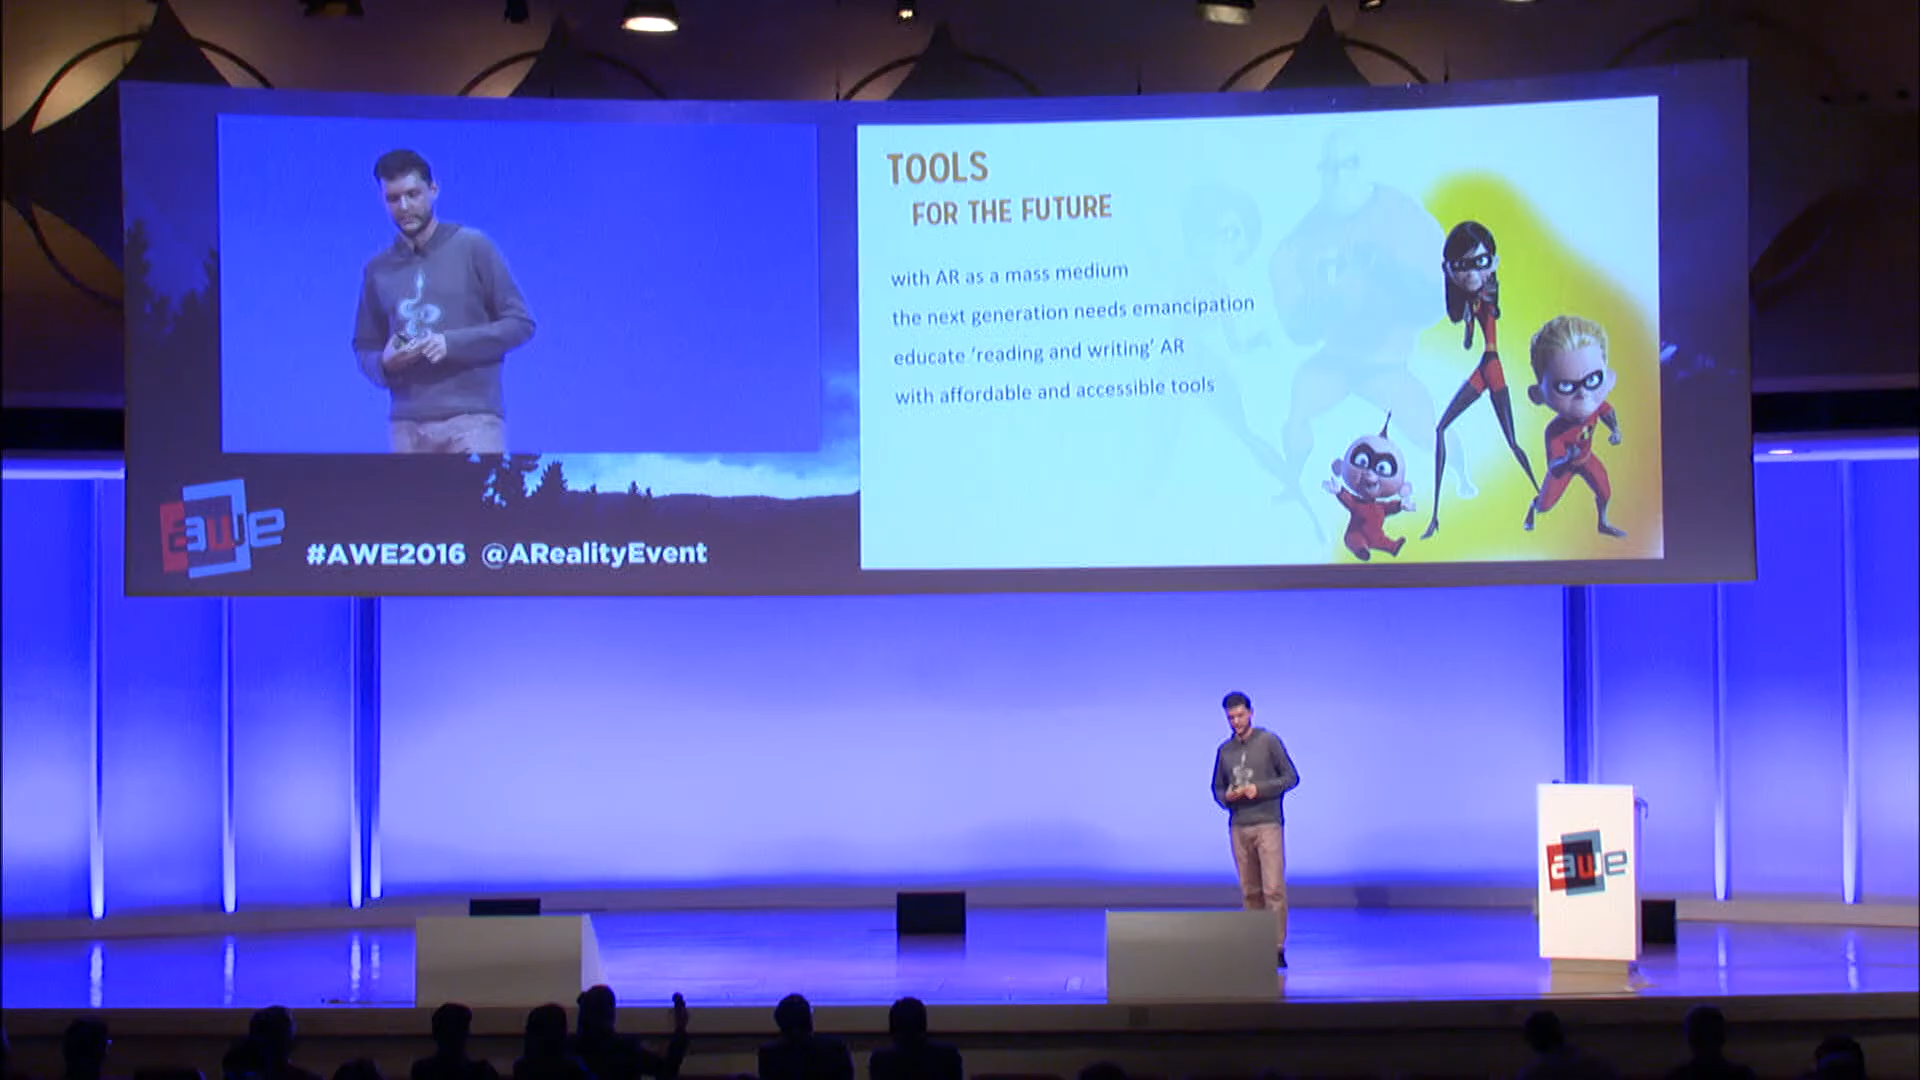 TOOLS
FOR THE FUTURE
with AR as a mass medium
the next generation needs emancipation
educate ‘reading and writing’ AR
with affordable and accessible tools
awe
#AWE2016 @ARealityEvent
awe